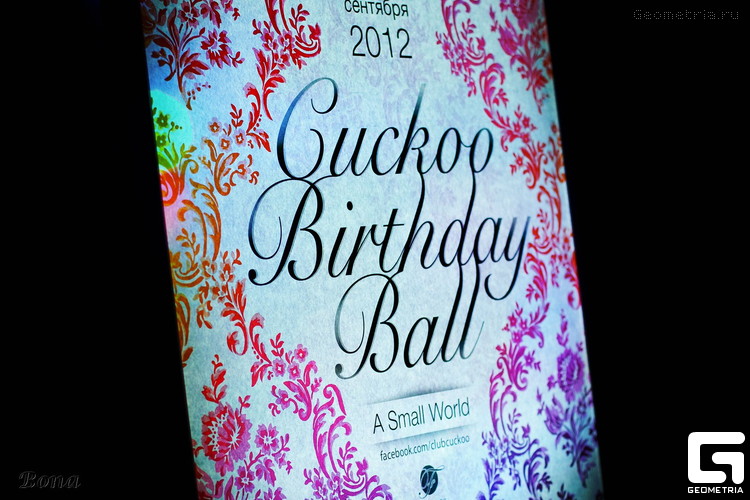 Geometria.ru
сентября
2012
Cuckoo
Birthday
Ball
A Small World
facebook.com/clubcuckoo
Bona
GEOMETRIA